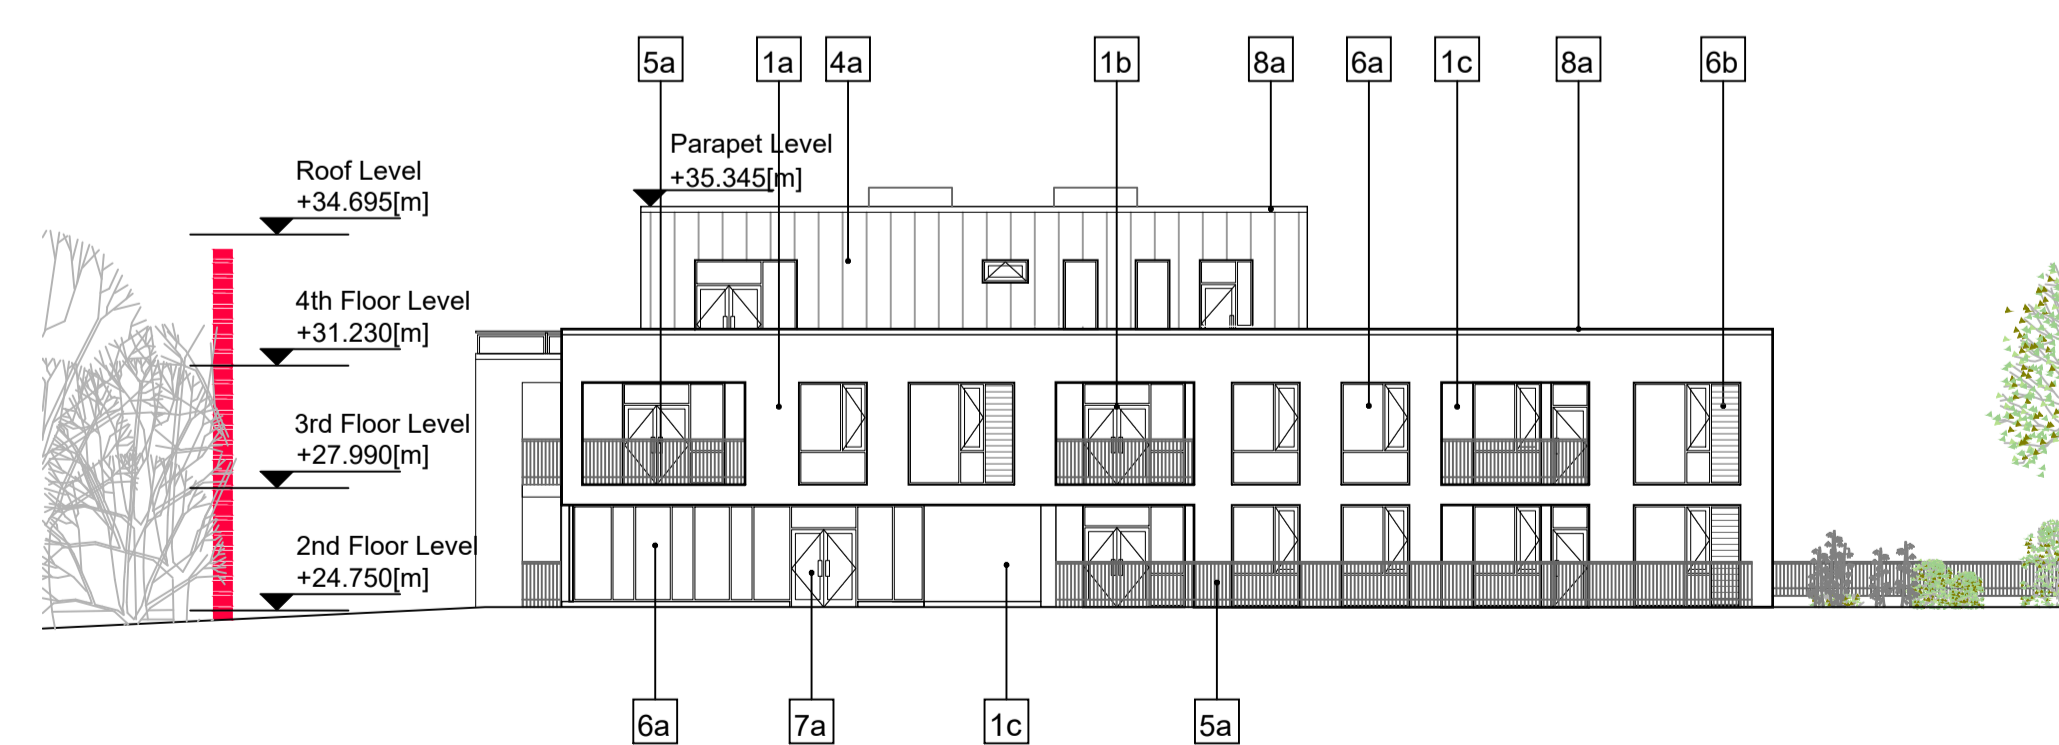 5a
1a
4a
1b
8a
6a
1c
8a
6b
Parapet Level
+35.345[m]
Roof Level
+34.695[m]
4th Floor Level
+31.230[m]
3rd Floor Level
+27.990[m]
2nd Floor Level
+24.750[m]
6a
7a
1c
5a